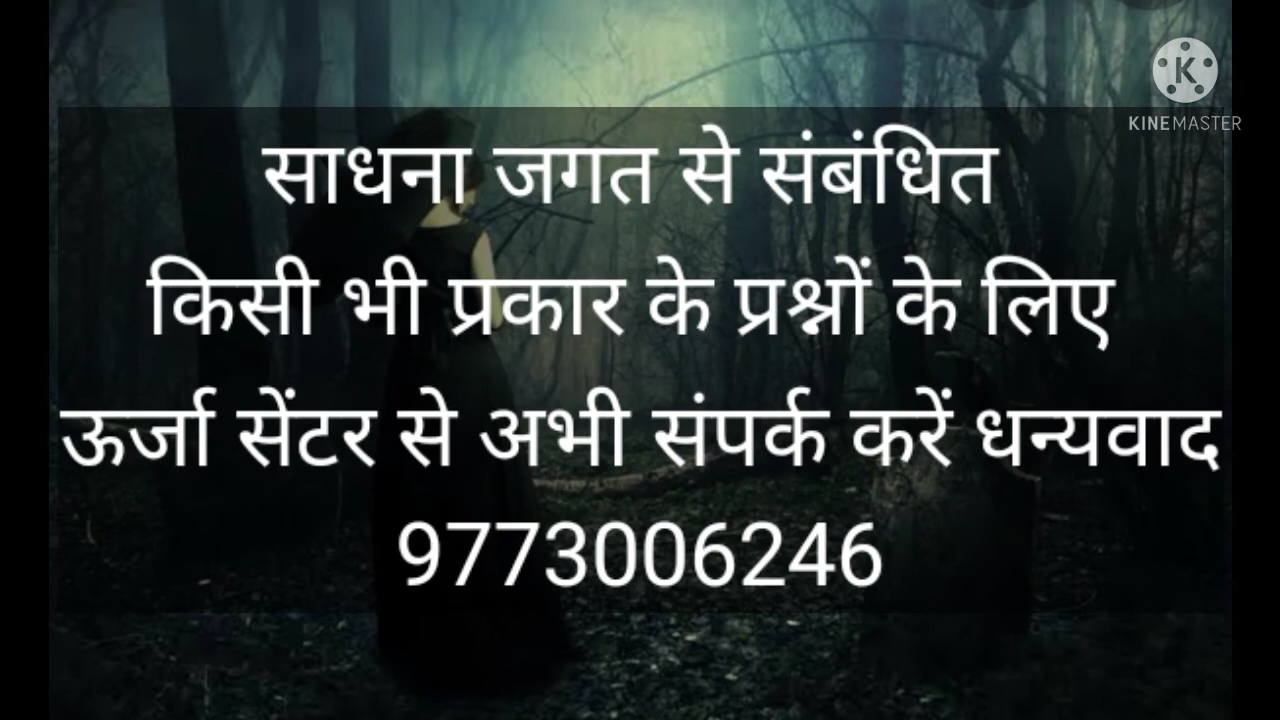 KINEMASTER
साधना जगत से संबंधित
किसी भी प्रकार के प्रश्नों के लिए
ऊर्जा सेंटर से अभी संपर्क करें धन्यवाद
9773006246